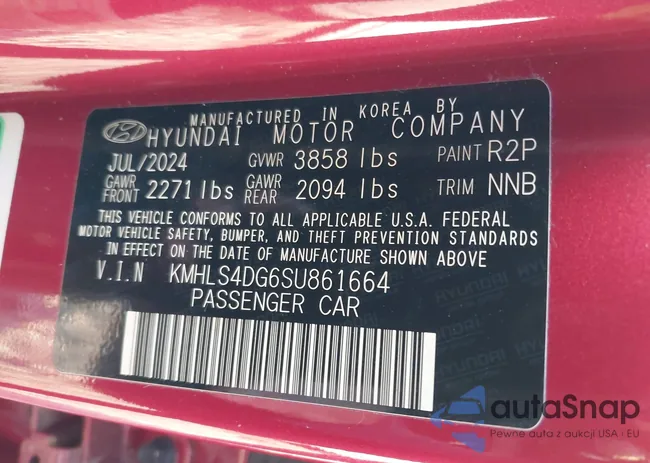 MANUFACTURED IN KOREA BY
HYUNDAI MOTOR COMPANY
JUL/2024 GVWR 3858 lbs PAINT R2P
GAWR FRONT 2271 lbs GAWR REAR 2094 lbs TRIM NNB
THIS VEHICLE CONFORMS TO ALL APPLICABLE U.S.A. FEDERAL
MOTOR VEHICLE SAFETY, BUMPER, AND THEFT PREVENTION STANDARDS
IN EFFECT ON THE DATE OF MANUFACTURE SHOWN ABOVE.
V.I.N KMHLS4DG6SU861664
PASSENGER CAR
autoSnap
Pewne auta z aukcji USA i EU